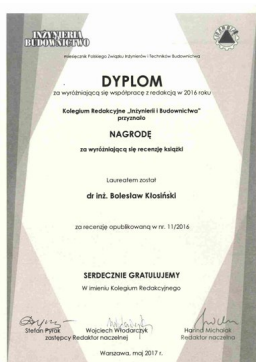 INŻYNIERIA
I BUDOWNICTWO
miesięcznik Polskiego Związku Inżynierów i Techników Budownictwa
DYPLOM
za wyróżniającą się współpracę z redakcją w 2016 roku
Kolegium Redakcyjne „Inżynierii i Budownictwa”
przyznało
NAGRODĘ
za wyróżniającą się recenzję książki
Laureatem został
dr inż. Bolesław Kłosiński
za recenzję opublikowaną w nr. 11/2016
SERDECZNIE GRATULUJEMY
W imieniu Kolegium Redakcyjnego
Stefan Pyrak Wojciech Włodarczyk Hanna Michalak
zastępcy Redaktor naczelnej Redaktor naczelna
Warszawa, maj 2017 r.